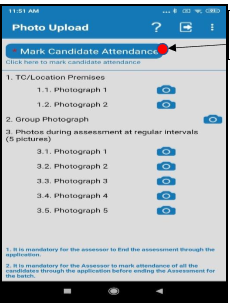 11:51 AM
Photo Upload ?
Mark Candidate Attendance
Click here to mark candidate attendance
1. TC/Location Premises
1.1. Photograph 1
1.2. Photograph 2
2. Group Photograph
3. Photos during assessment at regular intervals
(5 pictures)
3.1. Photograph 1
3.2. Photograph 2
3.3. Photograph 3
3.4. Photograph 4
3.5. Photograph 5
1. It is mandatory for the assessor to End the assessment through the
application.
2. It is mandatory for the Assessor to mark attendance of all the
candidates through the application before ending the Assessment for
the batch.